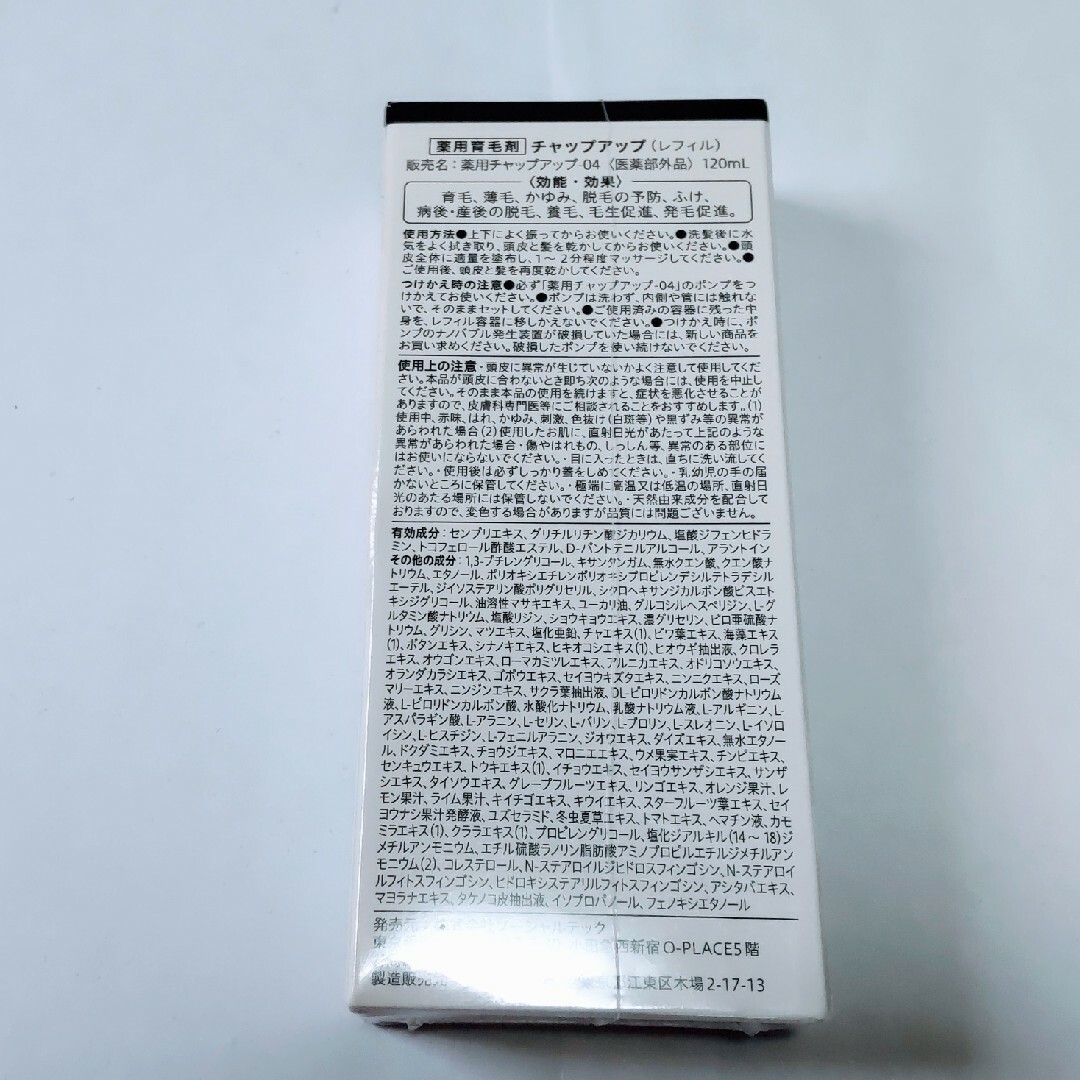 薬用育毛剤 チャップアップ(レフィル)
販売名:薬用チャップアップ-04〈医薬部外品〉120mL
〈効能・効果〉
育毛、薄毛、かゆみ、脱毛の予防、ふけ、
病後・産後の脱毛、養毛、毛生促進、発毛促進。
使用方法●上下によく振ってからお使いください。●洗髪後に水
気をよく拭き取り、頭皮と髪を乾かしてからお使いください。●頭
皮全体に適量を塗布し、1〜2分程度マッサージしてください。●
ご使用後、頭皮と髪を再度乾かしてください。
つけかえ時の注意●必ず「薬用チャップアップ-04」のポンプをつ
けかえてお使いください。●ポンプは洗わず、内側や管には触れな
いで、そのままセットしてください。●ご使用済みの容器に残った中
身を、レフィル容器に移しかえないでください。●つけかえ時に、ポ
ンプのナノバブル発生装置が破損していた場合には、新しい商品を
お買い求めください。破損したポンプを使い続けないでください。
使用上の注意・頭皮に異常が生じていないかよく注意して使用してくだ
さい。本品が頭皮に合わないとき即ち次のような場合には、使用を中止し
てください。そのまま本品の使用を続けますと、症状を悪化させることが
ありますので、皮膚科専門医等にご相談されることをおすすめします。(1)
使用中、赤味、はれ、かゆみ、刺激、色抜け(白斑等)や黒ずみ等の異常が
あらわれた場合(2)使用したお肌に、直射日光があたって上記のような
異常があらわれた場合・傷やはれもの、しっしん等、異常のある部位に
はお使いにならないでください。・目に入ったときは、直ちに洗い流してく
ださい。・使用後は必ずしっかり蓋をしめてください。・乳幼児の手の届
かないところに保管してください。・極端に高温又は低温の場所、直射日
光のあたる場所には保管しないでください。・天然由来成分を配合して
おりますので、変色する場合がありますが品質には問題ございません。
有効成分:センブリエキス、グリチルリチン酸ジカリウム、塩酸ジフェンヒドラ
ミン、トコフェロール酢酸エステル、D-パントテニルアルコール、アラントイン
その他の成分:1,3-ブチレングリコール、キサンタンガム、無水クエン酸、クエン酸ナ
トリウム、エタノール、ポリオキシエチレンポリオキシプロピレンデシルテトラデシル
エーテル、ジイソステアリン酸ポリグリセリル、シクロヘキサンジカルボン酸ビスエト
キシジグリコール、油溶性マサキエキス、ユーカリ油、グルコシルヘスペリジン、L-グ
ルタミン酸ナトリウム、塩酸リジン、ショウキョウエキス、濃グリセリン、ピロ亜硫酸ナ
トリウム、グリシン、マツエキス、塩化亜鉛、チャエキス(1)、ビワ葉エキス、海藻エキス
(1)、ボタンエキス、シナノキエキス、ヒキオコシエキス(1)、ヒオウギ抽出液、クロレラ
エキス、オウゴンエキス、ローマカミツレエキス、アルニカエキス、オドリコソウエキス、
オランダカラシエキス、ゴボウエキス、セイヨウキズタエキス、ニンニクエキス、ローズ
マリーエキス、ニンジンエキス、サクラ葉抽出液、DL-ピロリドンカルボン酸ナトリウム
液、L-ピロリドンカルボン酸、水酸化ナトリウム、乳酸ナトリウム液、L-アルギニン、L-
アスパラギン酸、L-アラニン、L-セリン、L-バリン、L-プロリン、L-スレオニン、L-イソロ
イシン、L-ヒスチジン、L-フェニルアラニン、ジオウエキス、ダイズエキス、無水エタノー
ル、ドクダミエキス、チョウジエキス、マロニエエキス、ウメ果実エキス、チンピエキス、
センキュウエキス、トウキエキス(1)、イチョウエキス、セイヨウサンザシエキス、サンザ
シエキス、タイソウエキス、グレープフルーツエキス、リンゴエキス、オレンジ果汁、レ
モン果汁、ライム果汁、キイチゴエキス、キウイエキス、スターフルーツ葉エキス、セイ
ヨウナシ果汁発酵液、ユズセラミド、冬虫夏草エキス、トマトエキス、ヘマチン液、カモ
ミラエキス(1)、クララエキス(1)、プロピレングリコール、塩化ジアルキル(14〜18)ジ
メチルアンモニウム、エチル硫酸ラノリン脂肪酸アミノプロピルエチルジメチルアン
モニウム(2)、コレステロール、N-ステアロイルジヒドロスフィンゴシン、N-ステアロイ
ルフィトスフィンゴシン、ヒドロキシステアリルフィトスフィンゴシン、アシタバエキス、
マヨラナエキス、タケノコ皮抽出液、イソプロパノール、フェノキシエタノール
発売元 ソーシャルテック
東 西新宿O-PLACE5階
製造販売元 江東区木場2-17-13